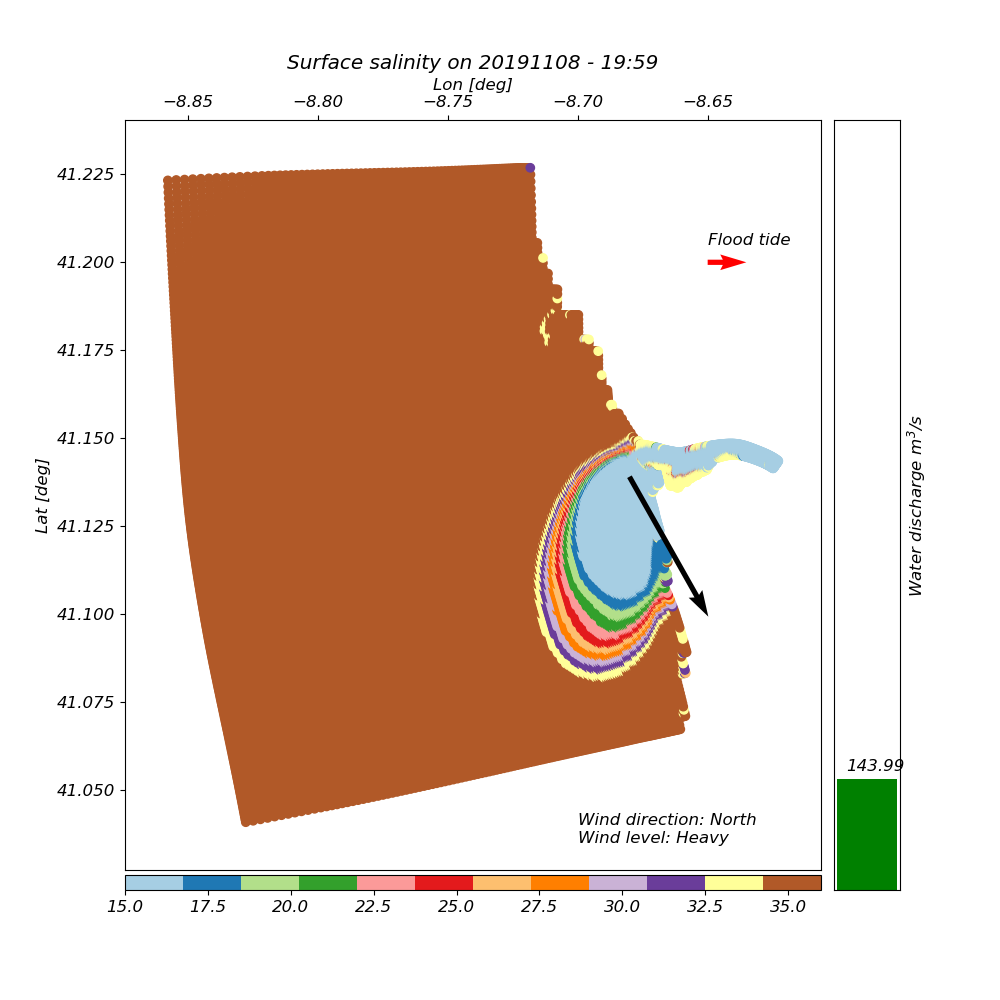 Surface salinity on 20191108 - 19:59
Lon [deg]
−8.85 −8.80 −8.75 −8.70 −8.65
41.225
41.200
41.175
41.150
41.125
41.100
41.075
41.050
Lat [deg]
Flood tide
Wind direction: North
Wind level: Heavy
15.0 17.5 20.0 22.5 25.0 27.5 30.0 32.5 35.0
143.99
Water discharge m³/s